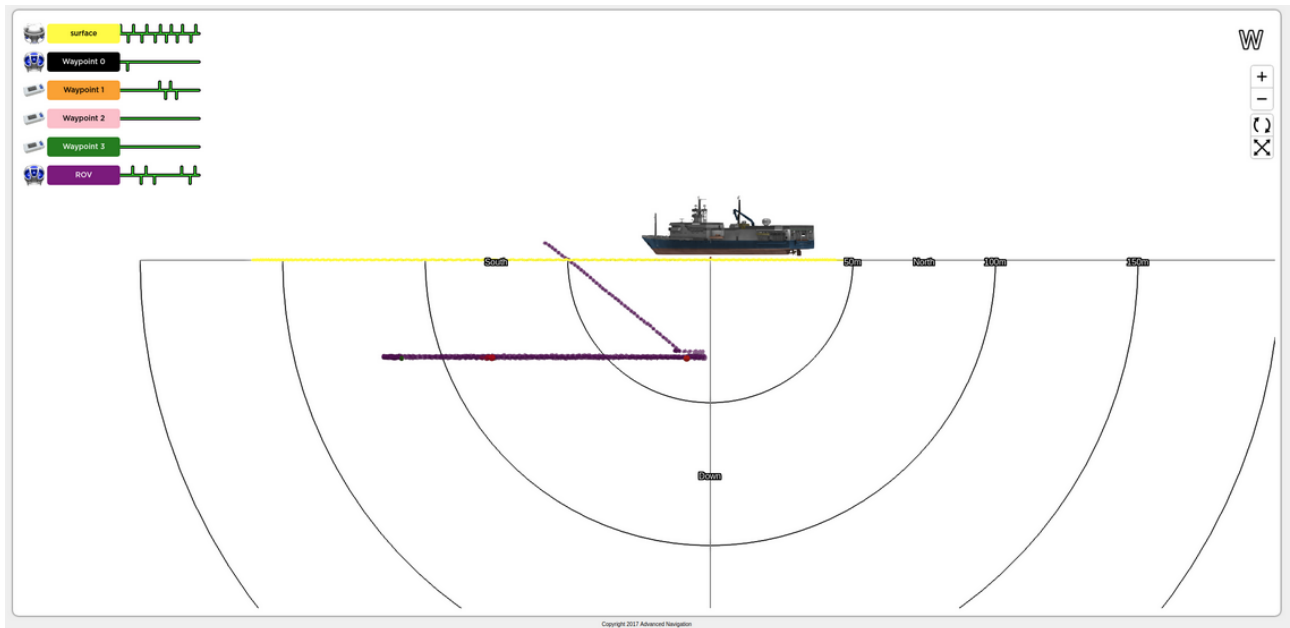 surface
W
Waypoint 0
Waypoint 1
+
Waypoint 2
−
Waypoint 3
ROV
South
50m
North
100m
150m
Down
Copyright 2017 Advanced Navigation